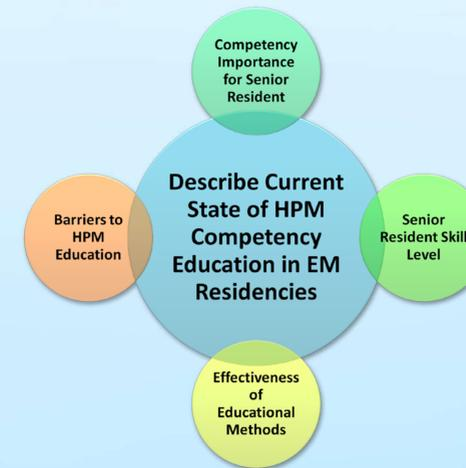 Competency
Importance
for Senior
Resident
Describe Current
State of HPM
Competency
Education in EM
Residencies
Barriers to
HPM
Education
Senior
Resident Skill
Level
Effectiveness
of
Educational
Methods